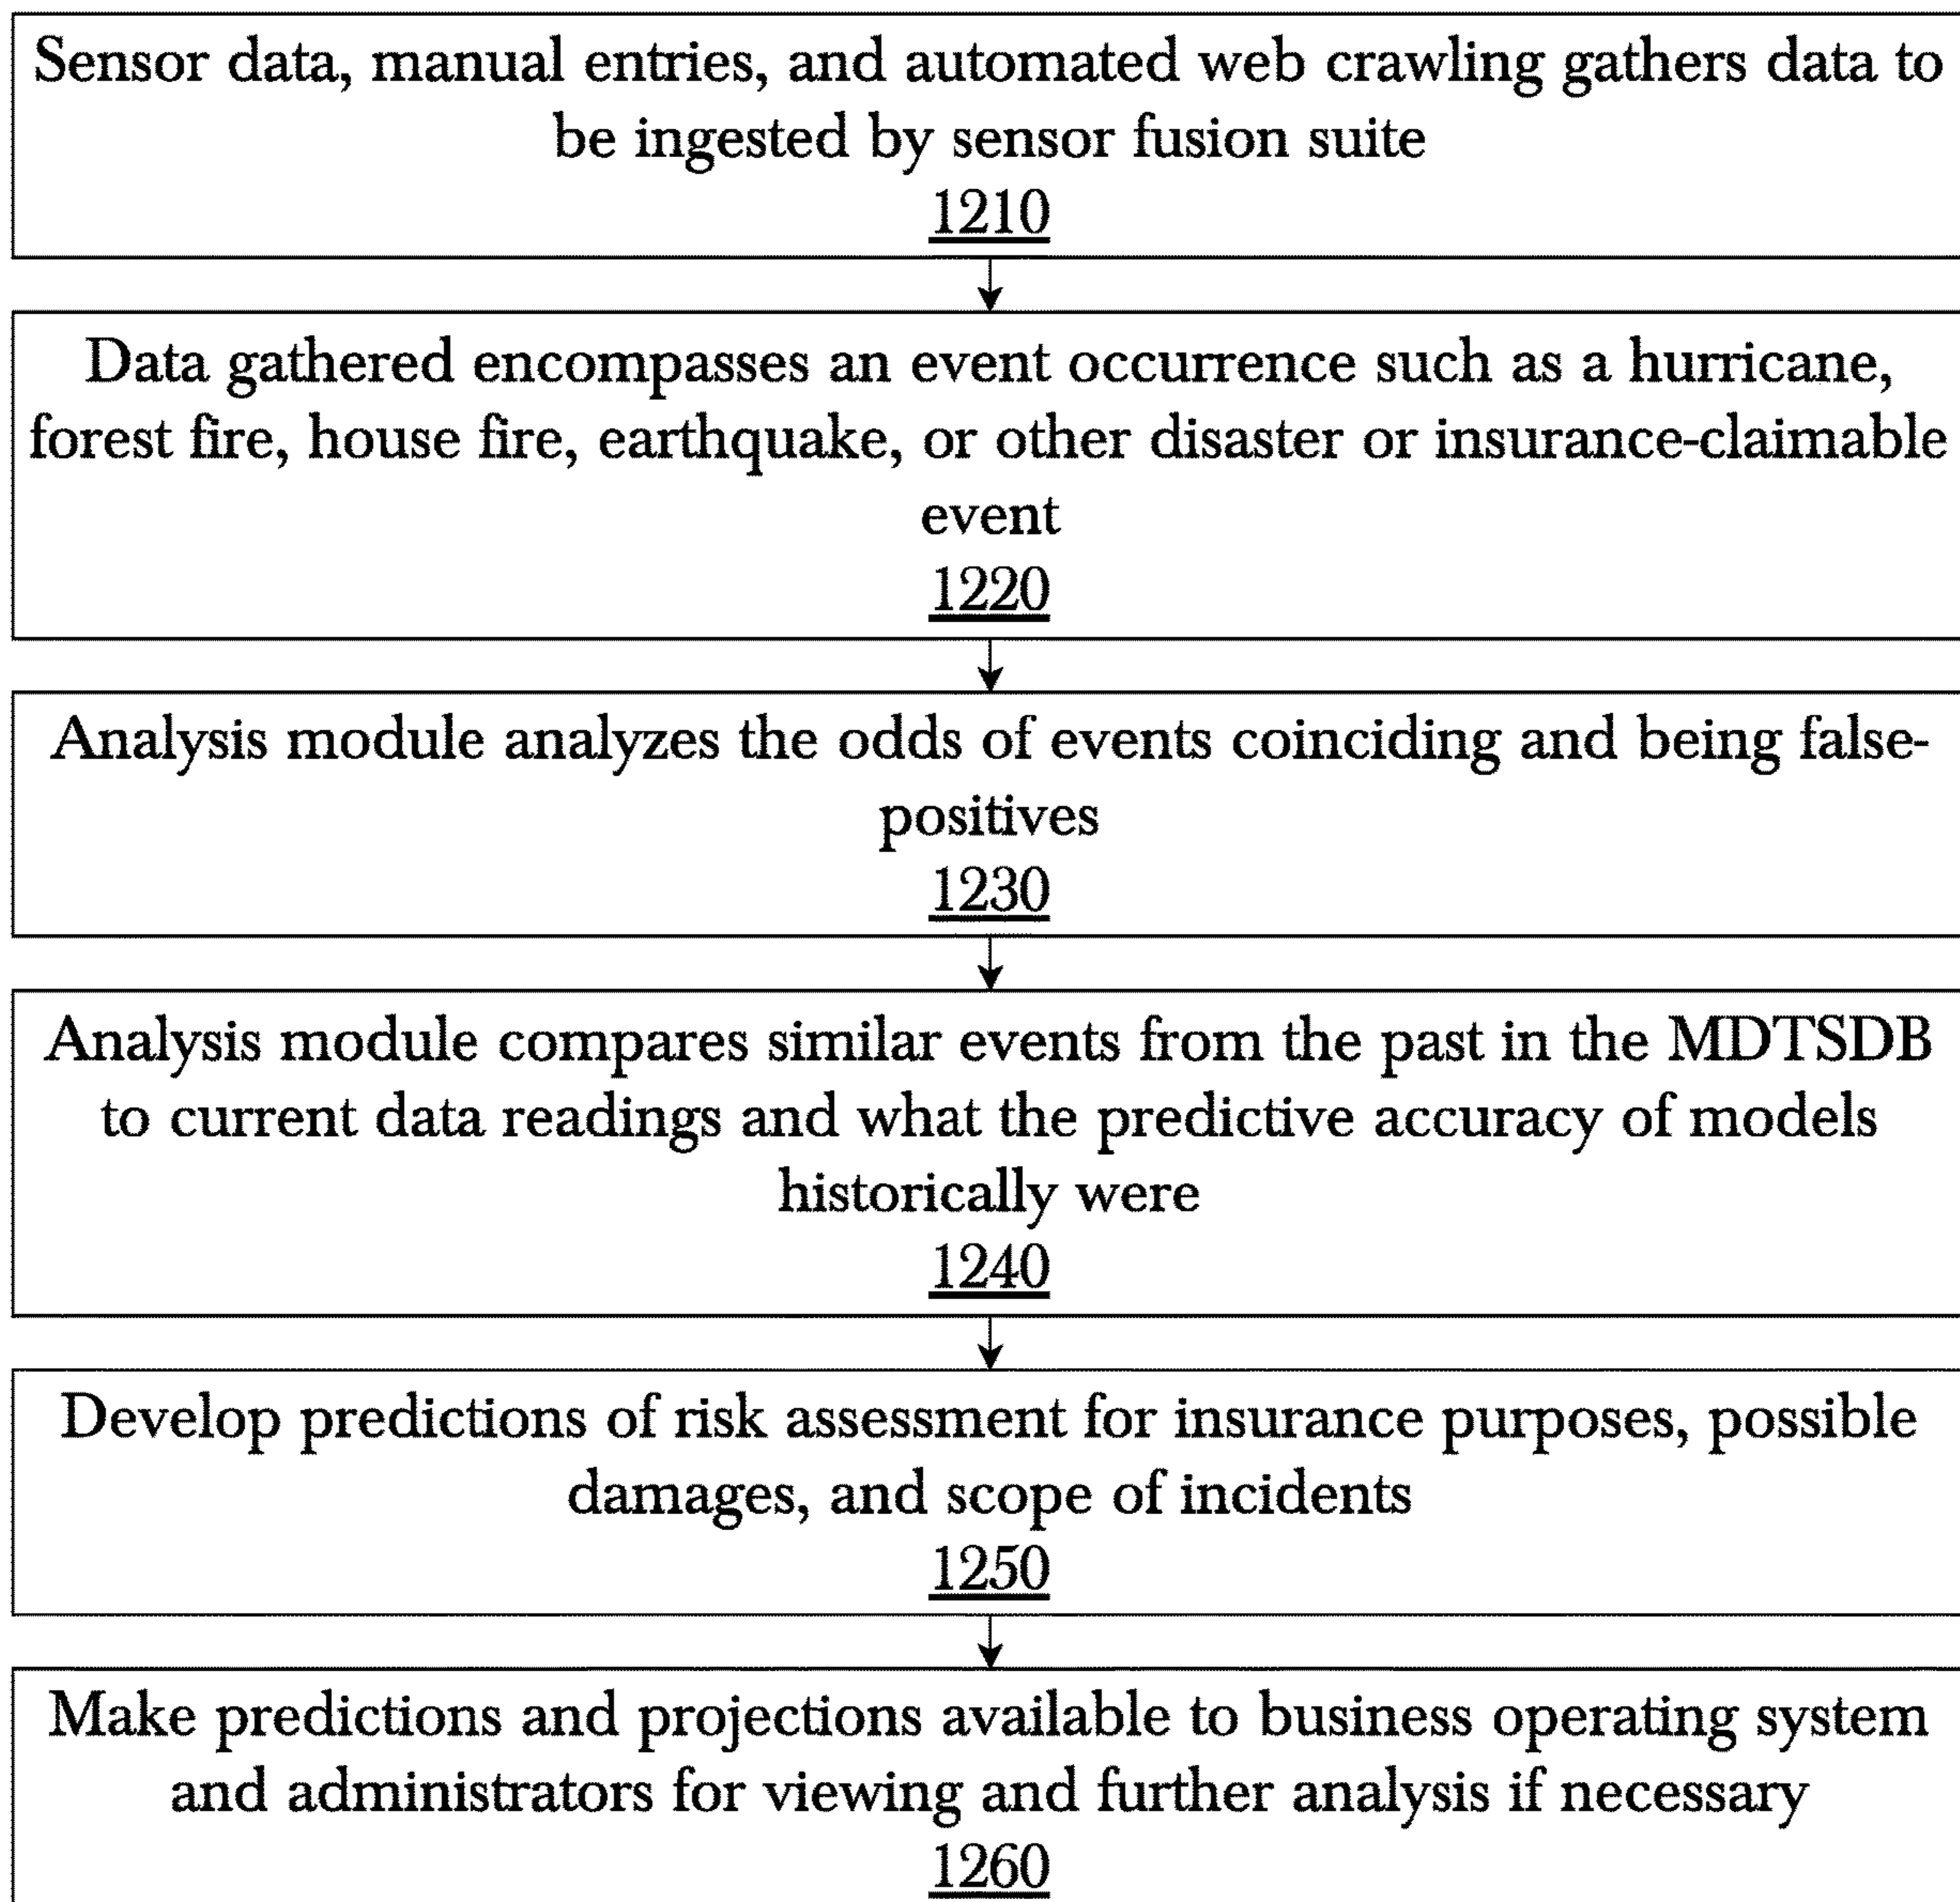 Sensor data, manual entries, and automated web crawling gathers data to
be ingested by sensor fusion suite
1210
Data gathered encompasses an event occurrence such as a hurricane,
forest fire, house fire, earthquake, or other disaster or insurance-claimable
event
1220
Analysis module analyzes the odds of events coinciding and being false-
positives
1230
Analysis module compares similar events from the past in the MDTSDB
to current data readings and what the predictive accuracy of models
historically were
1240
Develop predictions of risk assessment for insurance purposes, possible
damages, and scope of incidents
1250
Make predictions and projections available to business operating system
and administrators for viewing and further analysis if necessary
1260